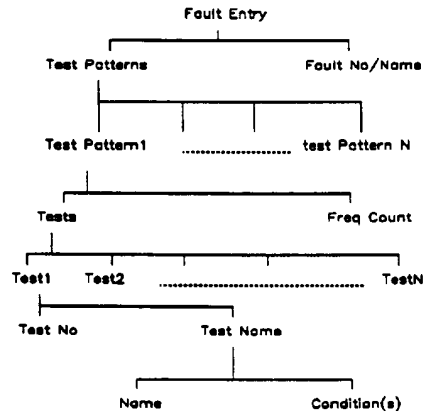 Fault Entry
Test Patterns Fault No/Name
Test Pattern1 .................... test Pattern N
Tests Freq Count
Test1 Test2 .................... TestN
Test No Test Name
Name Condition(s)